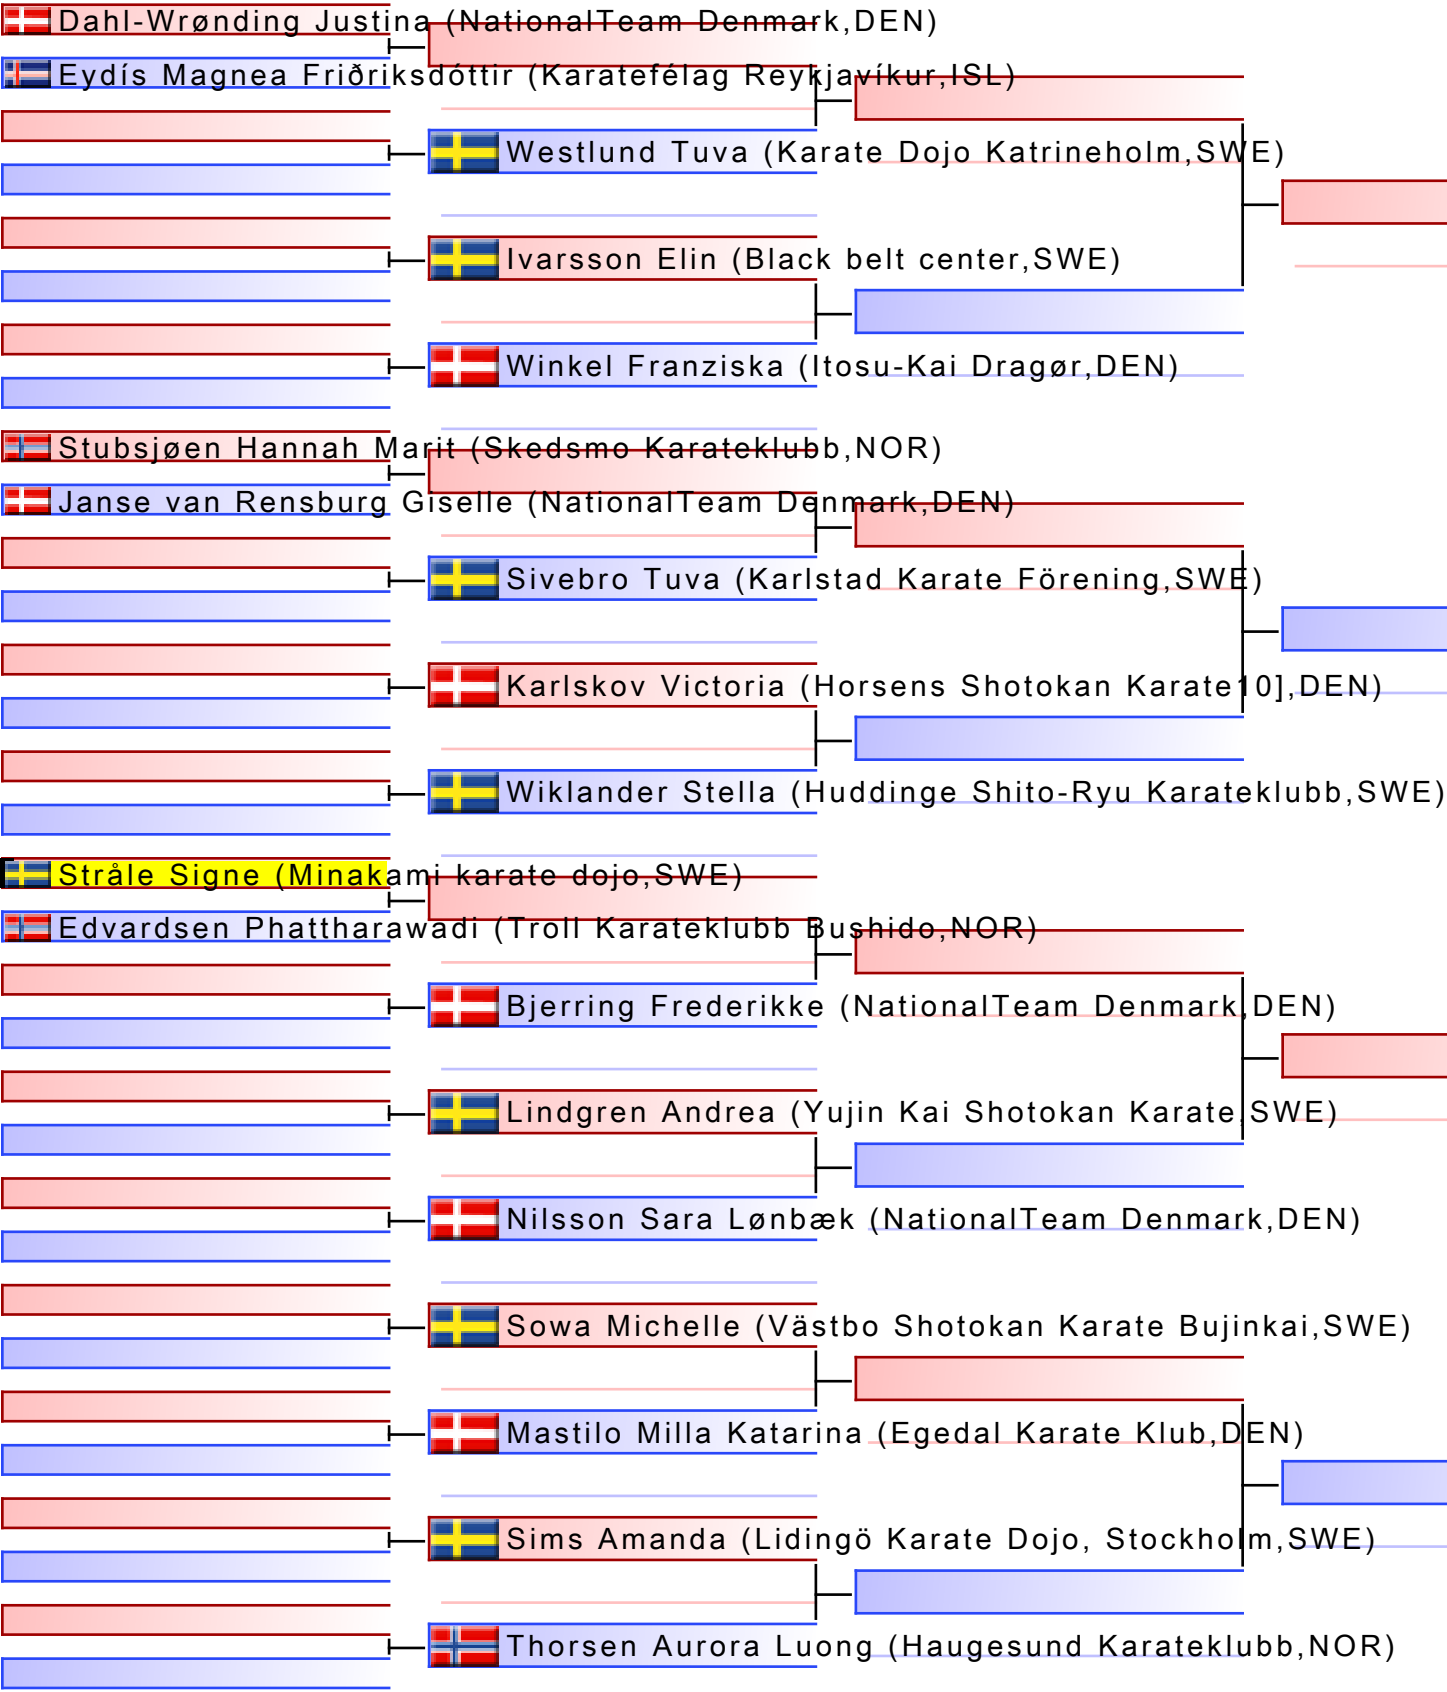 Dahl-Wrønding Justina (NationalTeam Denmark,DEN)
Eydís Magnea Friðriksdóttir (Karatefélag Reykjavíkur,ISL)
Westlund Tuva (Karate Dojo Katrineholm,SWE)
Ivarsson Elin (Black belt center,SWE)
Winkel Franziska (Itosu-Kai Dragør,DEN)
Stubsjøen Hannah Marit (Skedsmo Karateklubb,NOR)
Janse van Rensburg Giselle (NationalTeam Denmark,DEN)
Sivebro Tuva (Karlstad Karate Förening,SWE)
Karlskov Victoria (Horsens Shotokan Karate10],DEN)
Wiklander Stella (Huddinge Shito-Ryu Karateklubb,SWE)
Stråle Signe (Minakami karate dojo,SWE)
Edvardsen Phattharawadi (Troll Karateklubb Bushido,NOR)
Bjerring Frederikke (NationalTeam Denmark,DEN)
Lindgren Andrea (Yujin Kai Shotokan Karate,SWE)
Nilsson Sara Lønbæk (NationalTeam Denmark,DEN)
Sowa Michelle (Västbo Shotokan Karate Bujinkai,SWE)
Mastilo Milla Katarina (Egedal Karate Klub,DEN)
Sims Amanda (Lidingö Karate Dojo, Stockholm,SWE)
Thorsen Aurora Luong (Haugesund Karateklubb,NOR)